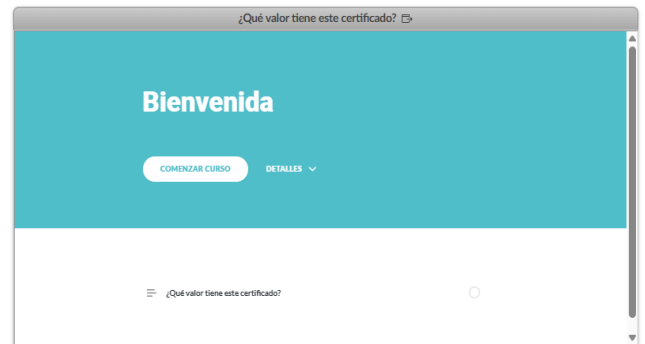 ¿Qué valor tiene este certificado?
Bienvenida
COMENZAR CURSO DETALLES
¿Qué valor tiene este certificado?